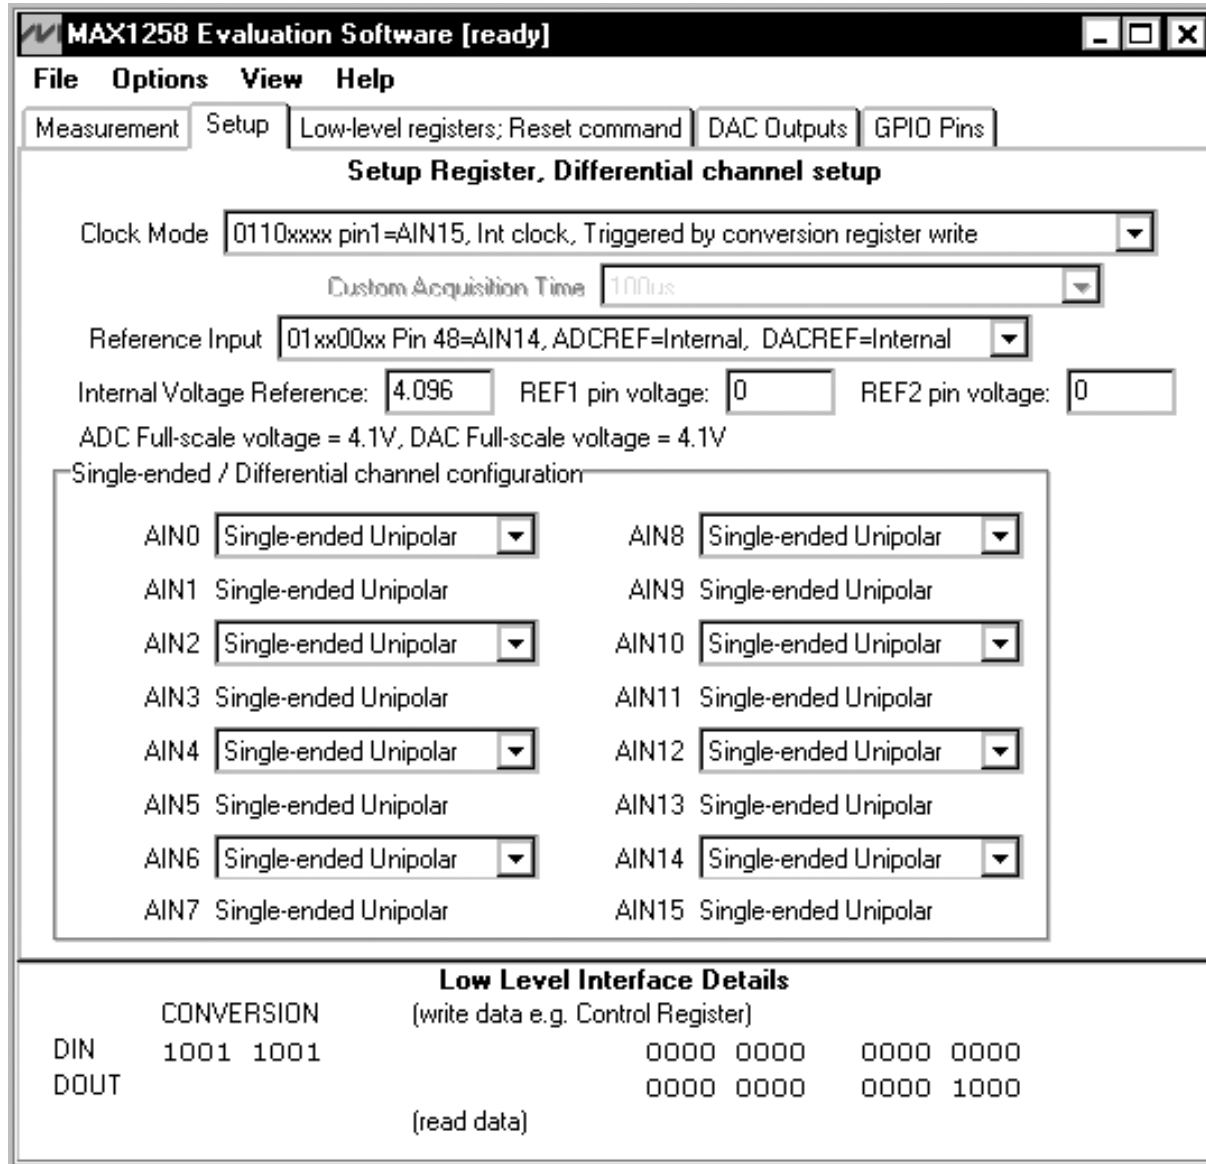 MAX1258 Evaluation Software [ready]
File Options View Help
Measurement Setup Low-level registers; Reset command DAC Outputs GPIO Pins
Setup Register, Differential channel setup
Clock Mode 0110xxxx pin1=AIN15, Int clock, Triggered by conversion register write
Custom Acquisition Time 100us
Reference Input 01xx00xx Pin 48=AIN14, ADCREF=Internal, DACREF=Internal
Internal Voltage Reference: 4.096 REF1 pin voltage: 0 REF2 pin voltage: 0
ADC Full-scale voltage = 4.1V, DAC Full-scale voltage = 4.1V
Single-ended / Differential channel configuration
AIN0 Single-ended Unipolar AIN8 Single-ended Unipolar
AIN1 Single-ended Unipolar AIN9 Single-ended Unipolar
AIN2 Single-ended Unipolar AIN10 Single-ended Unipolar
AIN3 Single-ended Unipolar AIN11 Single-ended Unipolar
AIN4 Single-ended Unipolar AIN12 Single-ended Unipolar
AIN5 Single-ended Unipolar AIN13 Single-ended Unipolar
AIN6 Single-ended Unipolar AIN14 Single-ended Unipolar
AIN7 Single-ended Unipolar AIN15 Single-ended Unipolar
Low Level Interface Details
CONVERSION (write data e.g. Control Register)
DIN 1001 1001 0000 0000 0000 0000
DOUT 0000 0000 0000 1000
(read data)